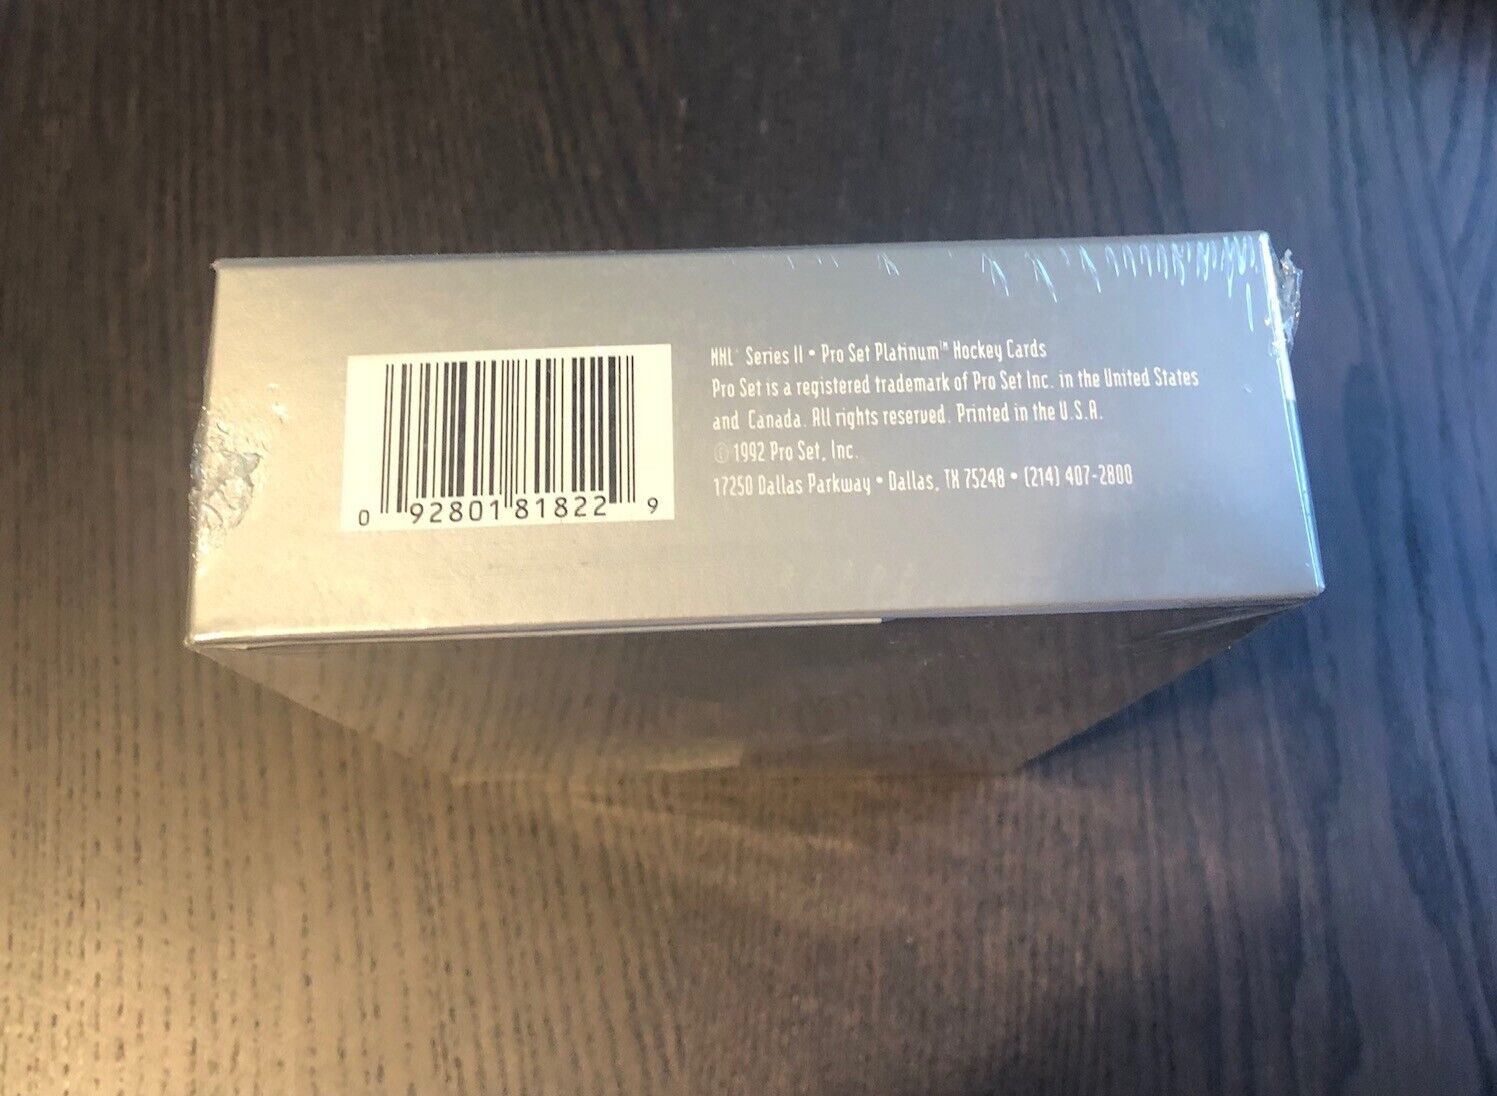 NHL Series II • Pro Set Platinum™ Hockey Cards
Pro Set is a registered trademark of Pro Set Inc. in the United States
and Canada. All rights reserved. Printed in the U.S.A.
© 1992 Pro Set, Inc.
17250 Dallas Parkway • Dallas, TX 75248 • (214) 407-2800
0 92801 81822 9